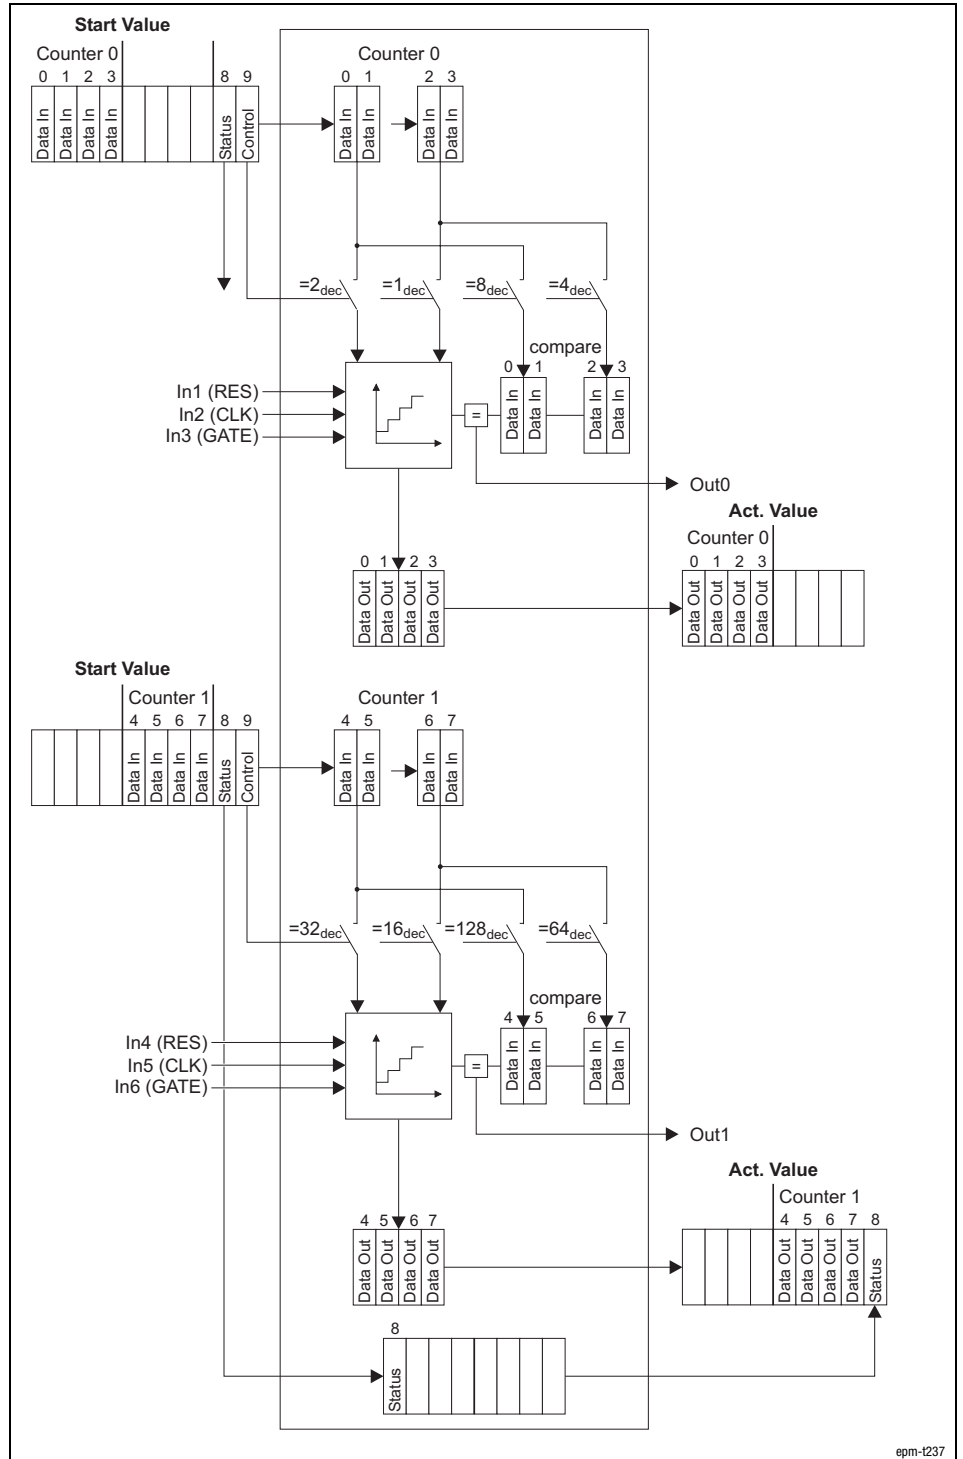 Start Value
Counter 0
0 1 2 3 8 9
Data In Data In Data In Data In Status Control
Counter 0
0 1 2 3
Data In Data In Data In Data In
=2dec =1dec =8dec =4dec
compare
0 1 2 3
Data In Data In Data In Data In
In1 (RES)
In2 (CLK)
In3 (GATE)
=
Out0
Act. Value
Counter 0
0 1 2 3
Data Out Data Out Data Out Data Out
0 1 2 3
Data Out Data Out Data Out Data Out
Start Value
Counter 1
4 5 6 7 8 9
Data In Data In Data In Data In Status Control
Counter 1
4 5 6 7
Data In Data In Data In Data In
=32dec =16dec =128dec =64dec
compare
4 5 6 7
Data In Data In Data In Data In
In4 (RES)
In5 (CLK)
In6 (GATE)
=
Out1
Act. Value
Counter 1
4 5 6 7 8
Data Out Data Out Data Out Data Out Status
4 5 6 7
Data Out Data Out Data Out Data Out
8
Status
epm-t237